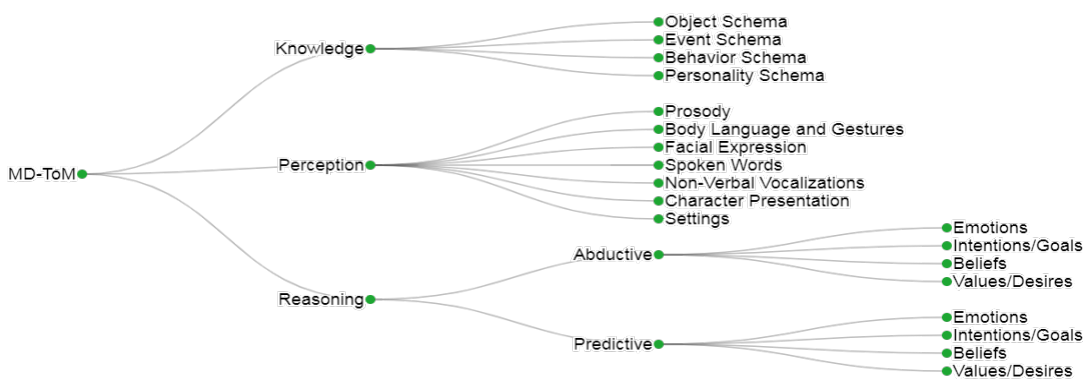 Object Schema
Knowledge
Event Schema
Behavior Schema
Personality Schema
Prosody
Body Language and Gestures
Facial Expression
MD-ToM
Perception
Spoken Words
Non-Verbal Vocalizations
Character Presentation
Settings
Abductive
Emotions
Intentions/Goals
Beliefs
Values/Desires
Reasoning
Predictive
Emotions
Intentions/Goals
Beliefs
Values/Desires